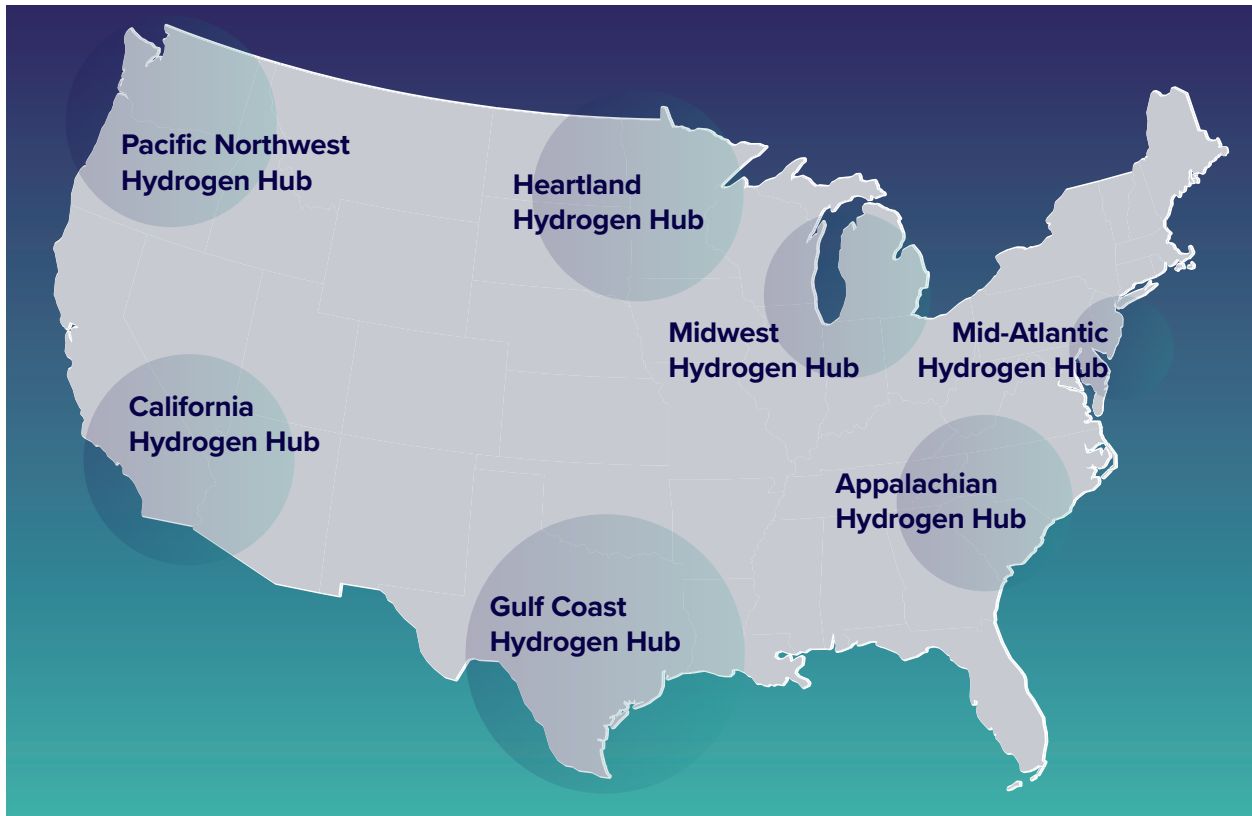 Pacific Northwest
Hydrogen Hub
Heartland
Hydrogen Hub
Midwest
Hydrogen Hub
Mid-Atlantic
Hydrogen Hub
California
Hydrogen Hub
Appalachian
Hydrogen Hub
Gulf Coast
Hydrogen Hub